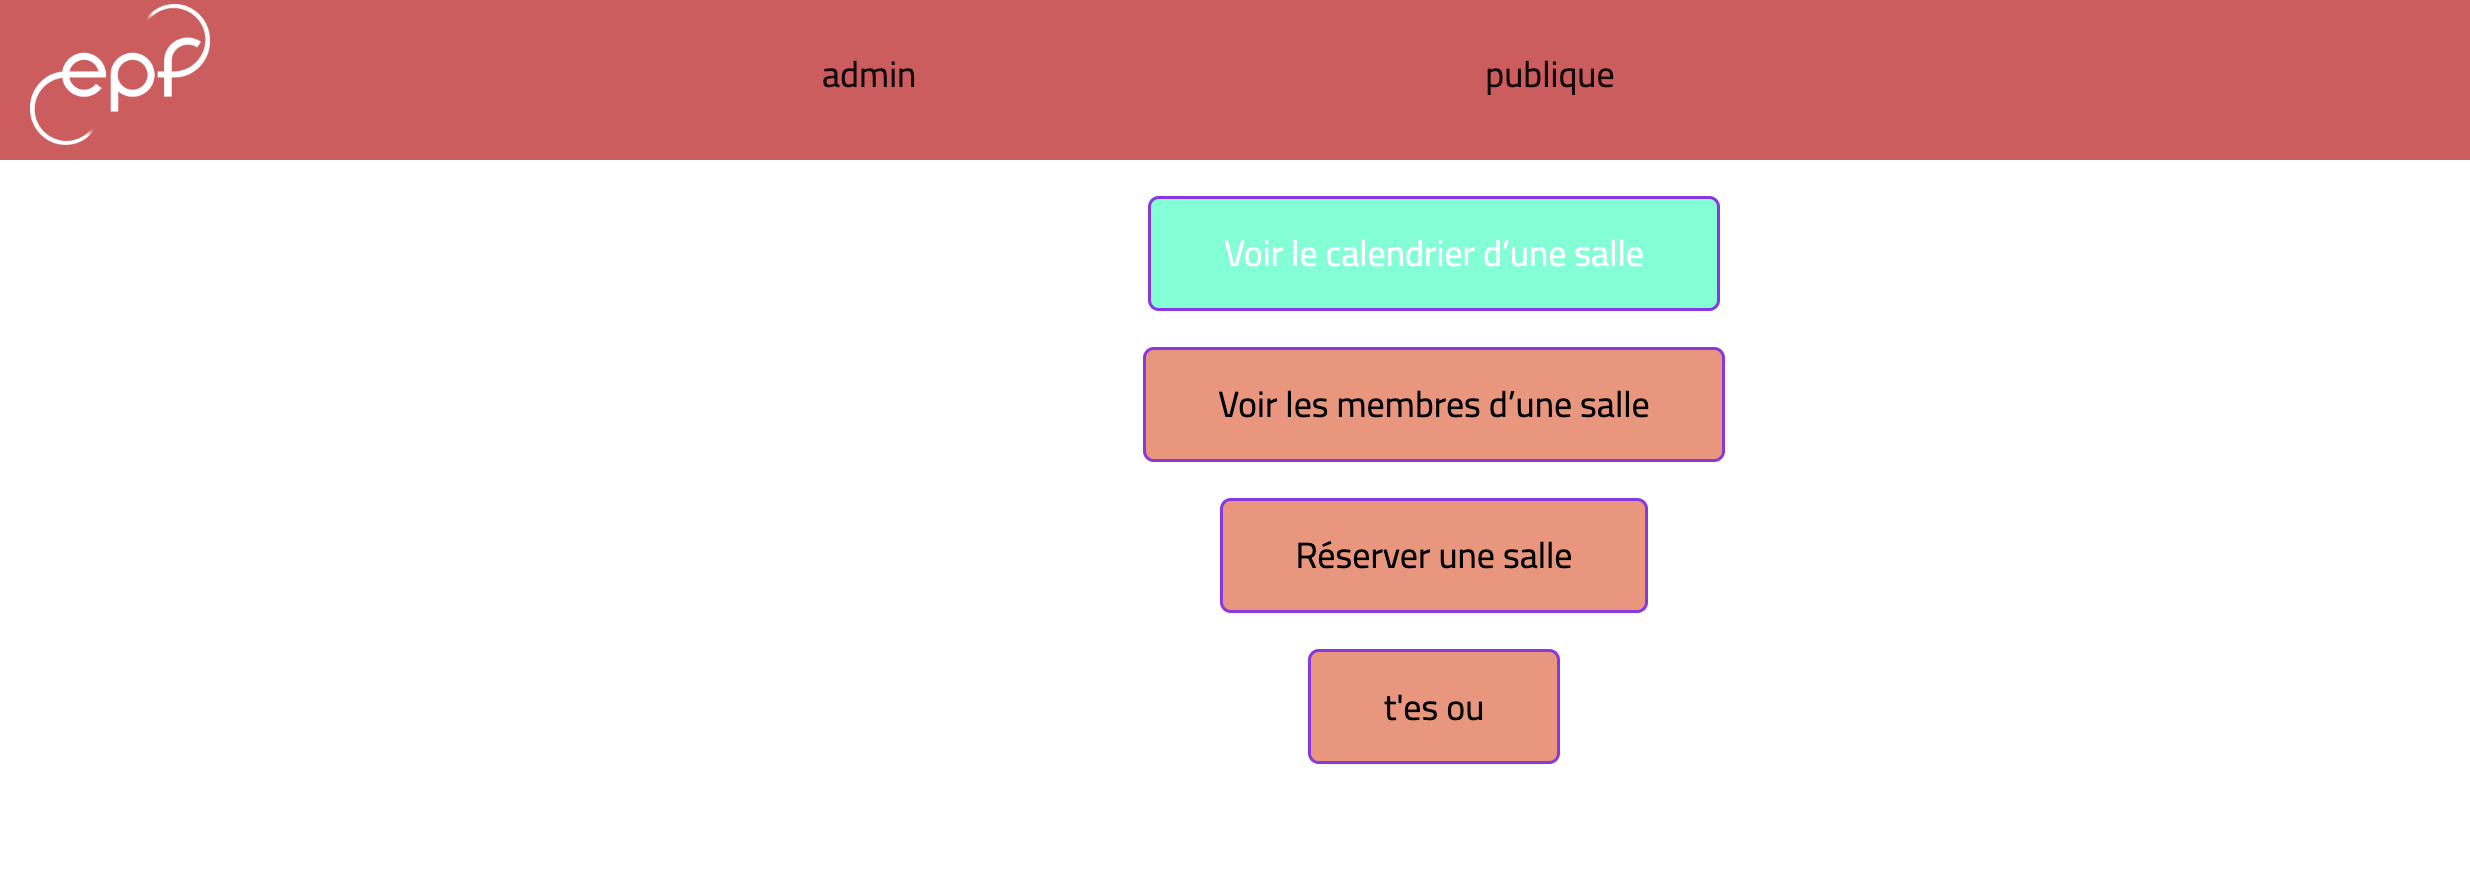 epf
admin
publique
Voir le calendrier d’une salle
Voir les membres d’une salle
Réserver une salle
t'es ou